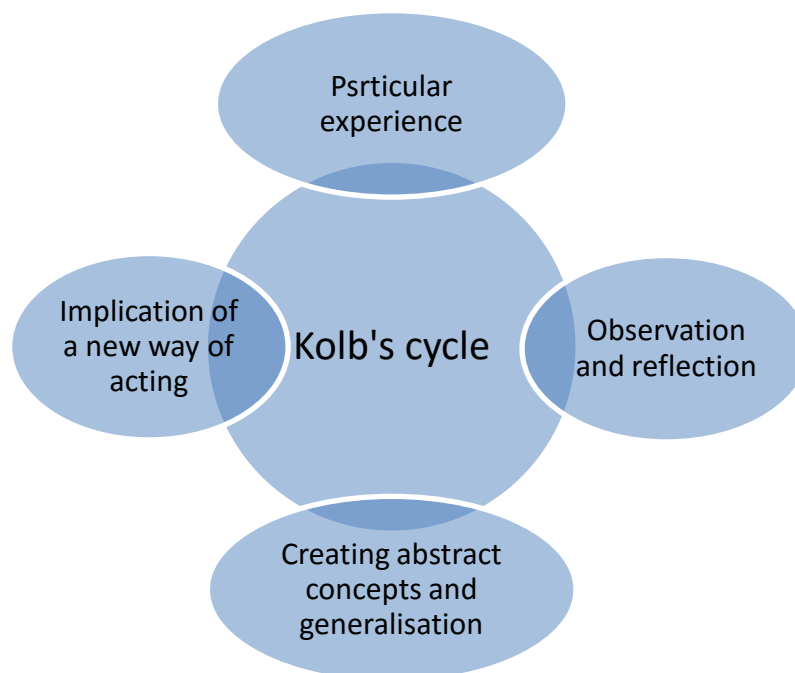 Psrticular
experience
Implication of
a new way of
acting
Kolb's cycle
Observation
and reflection
Creating abstract
concepts and
generalisation